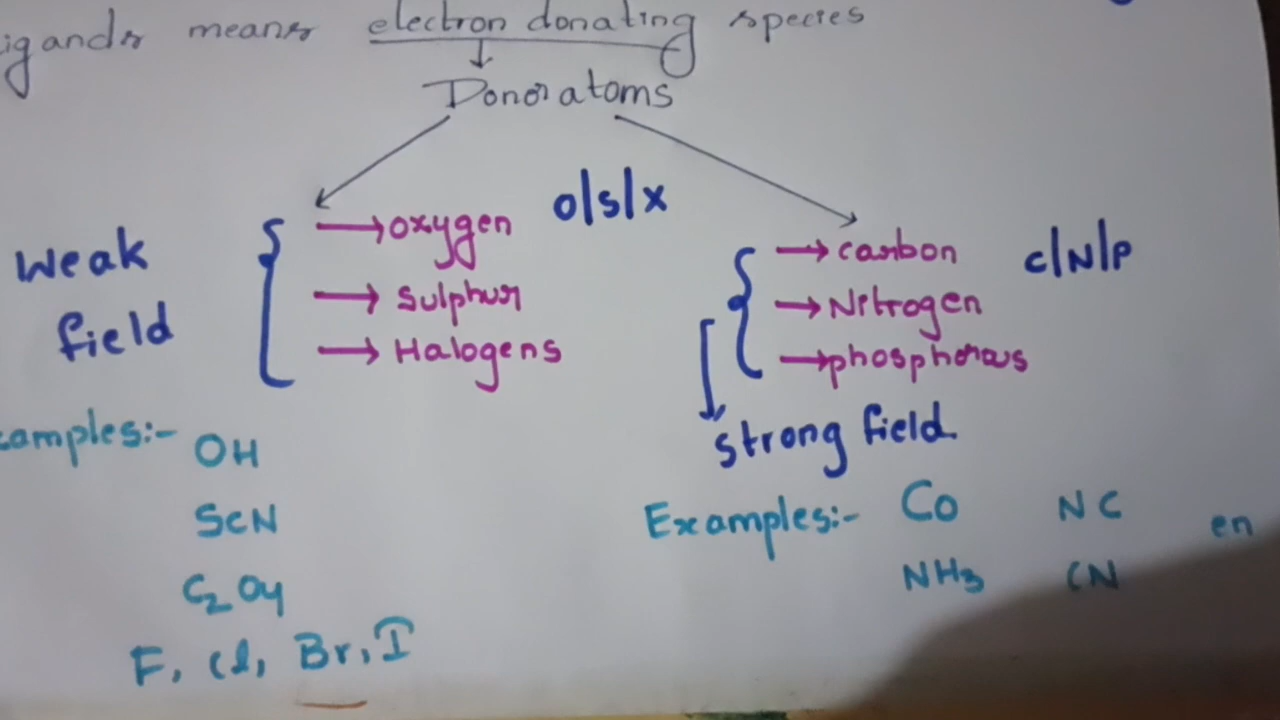 igands means electron donating species
Donor atoms
o|s|x
Weak field
oxygen
Sulphur
Halogens
c|N|p
carbon
Nitrogen
phosphorous
strong field
amples:-
OH
SCN
C2O4
F, Cl, Br, I
Examples:-
CO
NC
en
NH3
CN